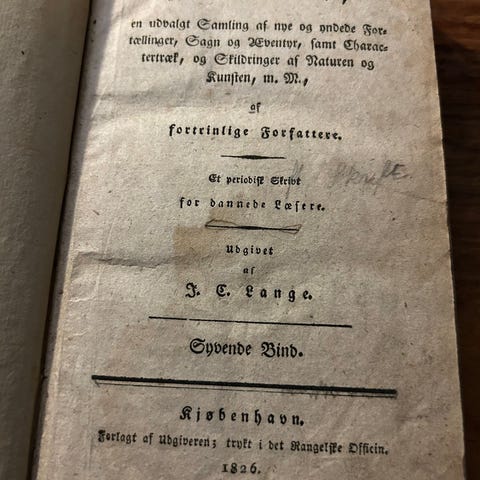 en udvalgt Samling af nye og yndede For-
tællinger, Sagn og Æventyr, samt Charac-
tertræk, og Skildringer af Naturen og
Kunsten, m. M.,
af
fortrinlige Forfattere.
Et periodisk Skrivt
for dannede Læsere.
Udgivet
af
J. C. Lange.
Syvende Bind.
Kjøbenhavn.
Forlagt af Udgiveren; trykt i det Rangelske Officin.
1826.